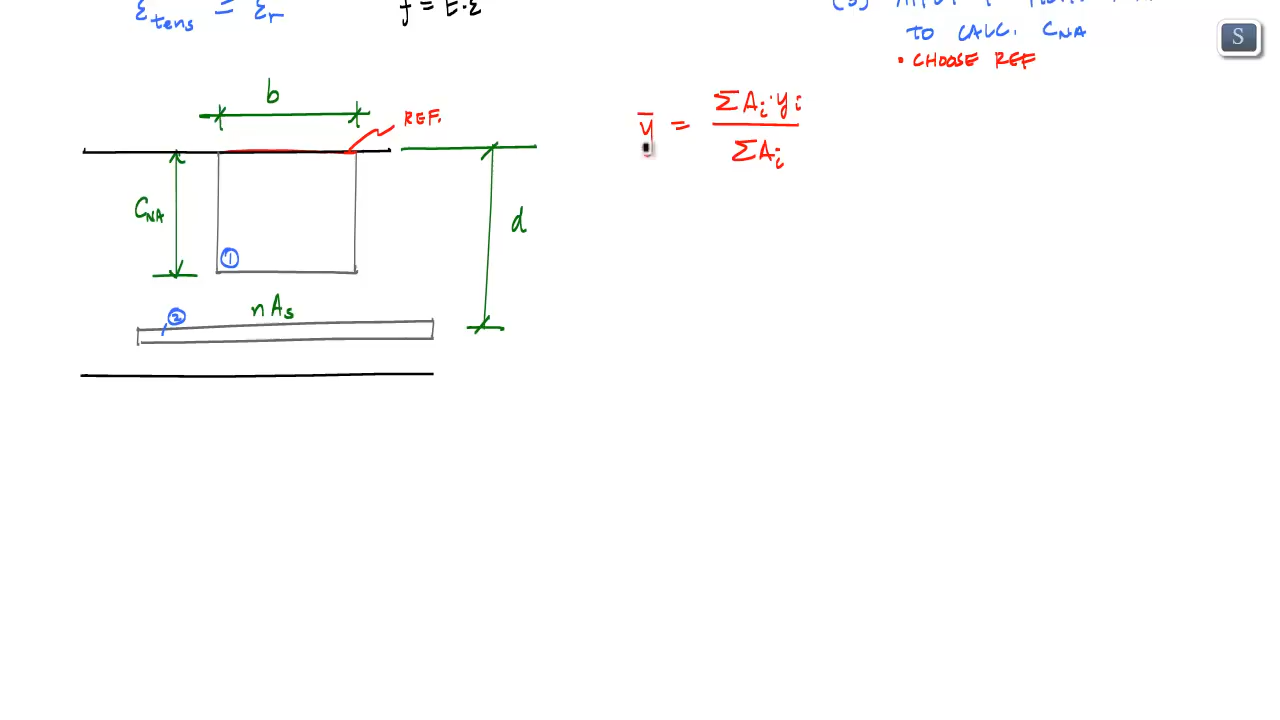 ε_tens = ε_r
f = E·ε
TO CALC. C_NA
• CHOOSE REF
S
b
REF.
ȳ = ΣA_i·y_i / ΣA_i
C_NA
d
①
nA_s
②